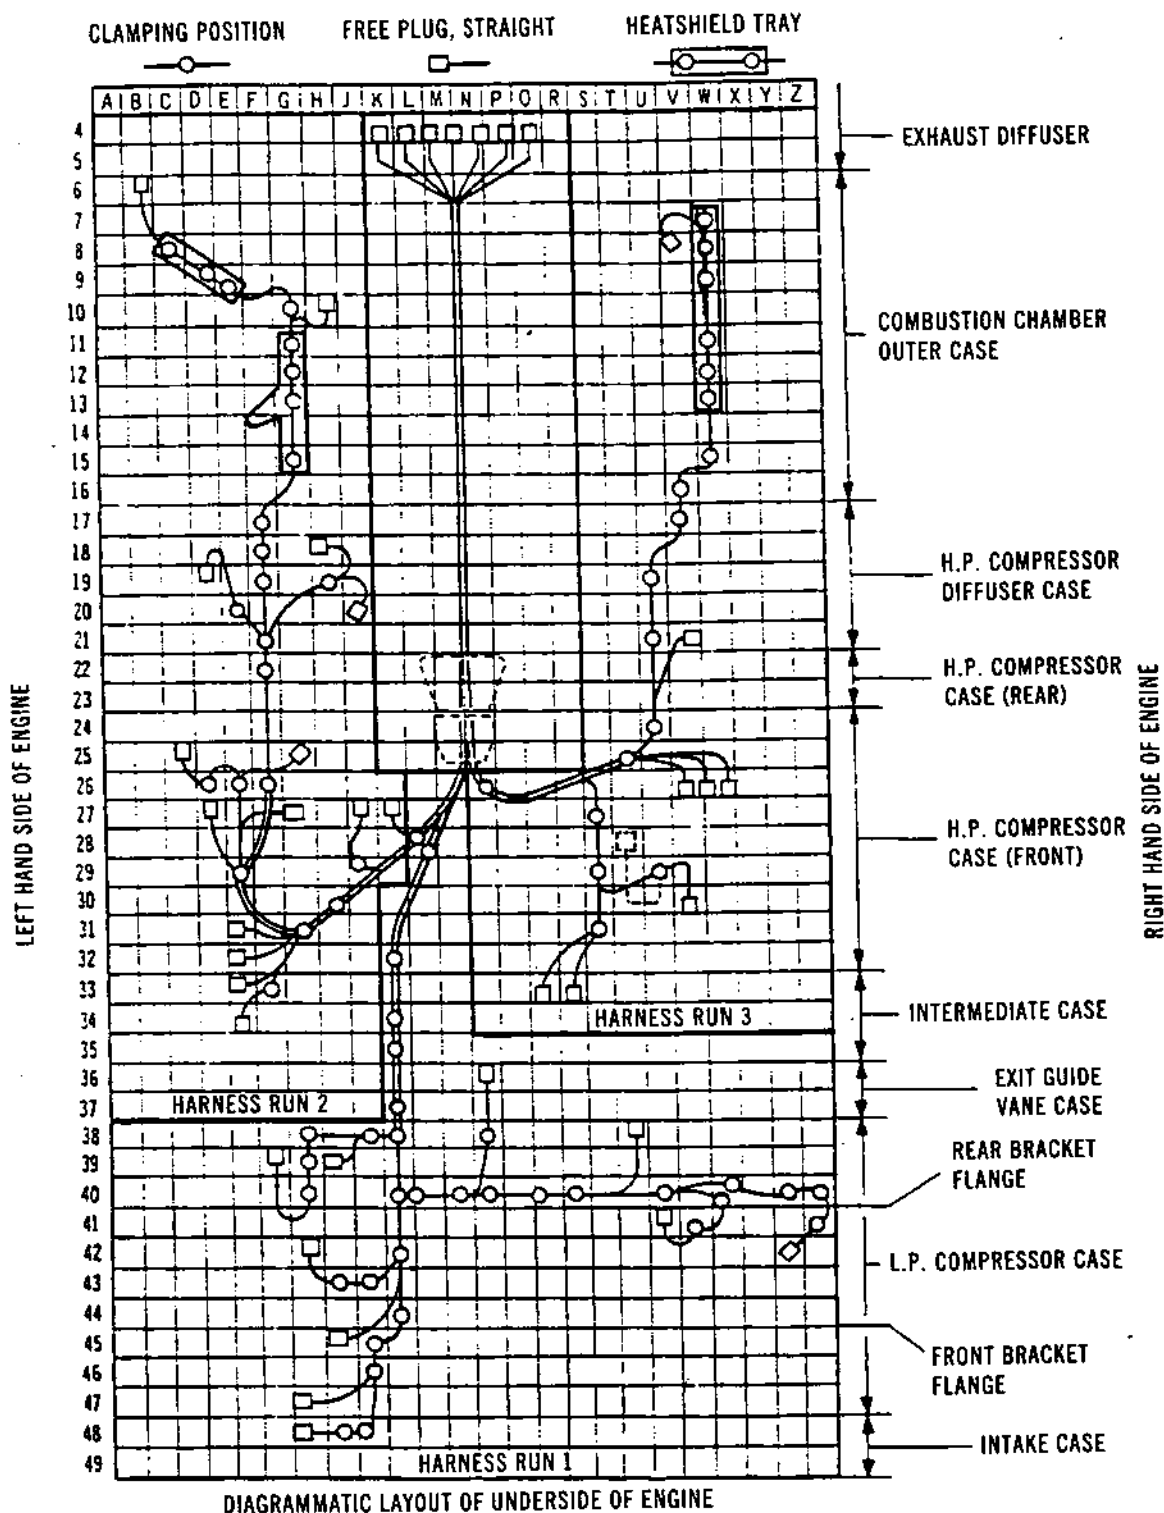 CLAMPING POSITION
FREE PLUG, STRAIGHT
HEATSHIELD TRAY
A B C D E F G H J K L M N P Q R S T U V W X Y Z
4
5
6
7
8
9
10
11
12
13
14
15
16
17
18
19
20
21
22
23
24
25
26
27
28
29
30
31
32
33
34
35
36
37
38
39
40
41
42
43
44
45
46
47
48
49
EXHAUST DIFFUSER
COMBUSTION CHAMBER
OUTER CASE
H.P. COMPRESSOR
DIFFUSER CASE
H.P. COMPRESSOR
CASE (REAR)
H.P. COMPRESSOR
CASE (FRONT)
INTERMEDIATE CASE
EXIT GUIDE
VANE CASE
REAR BRACKET
FLANGE
L.P. COMPRESSOR CASE
FRONT BRACKET
FLANGE
INTAKE CASE
LEFT HAND SIDE OF ENGINE
RIGHT HAND SIDE OF ENGINE
HARNESS RUN 3
HARNESS RUN 2
HARNESS RUN 1
DIAGRAMMATIC LAYOUT OF UNDERSIDE OF ENGINE